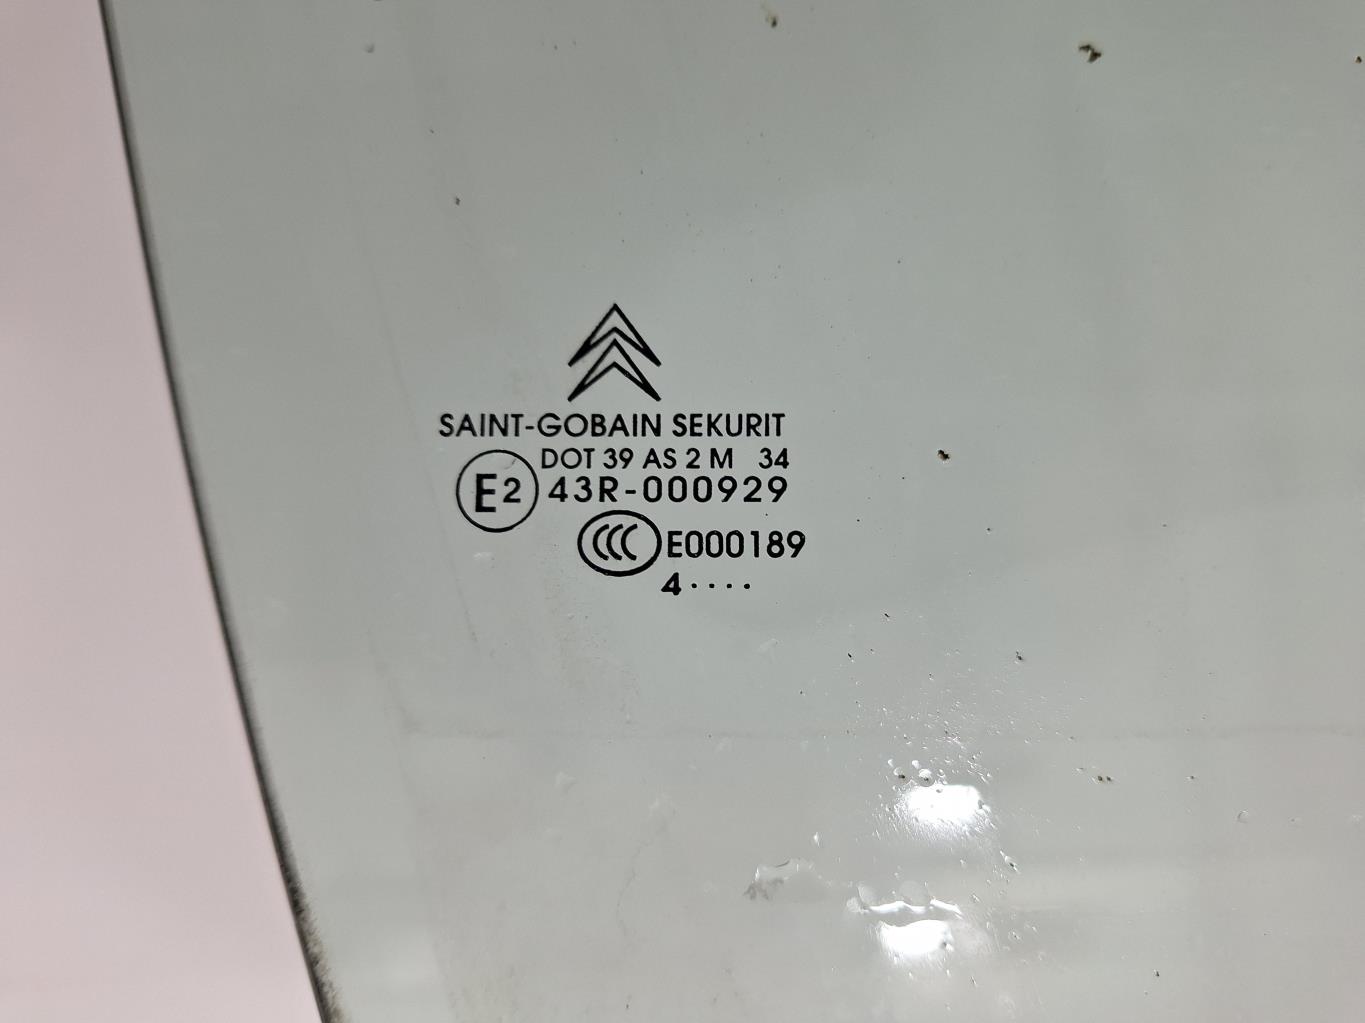 SAINT-GOBAIN SEKURIT
DOT 39 AS 2 M 34
E2 43R-000929
CCC E000189
4····